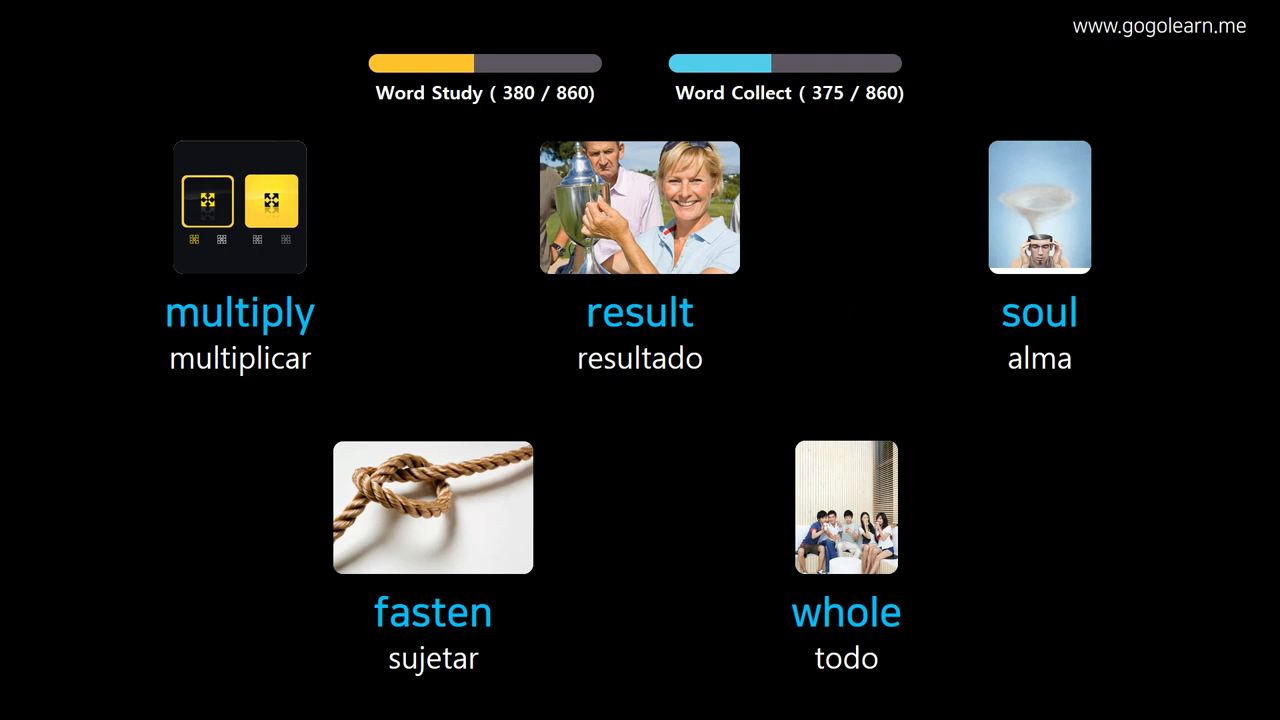 www.gogolearn.me
Word Study ( 380 / 860)
Word Collect ( 375 / 860)
multiply
multiplicar
result
resultado
soul
alma
fasten
sujetar
whole
todo